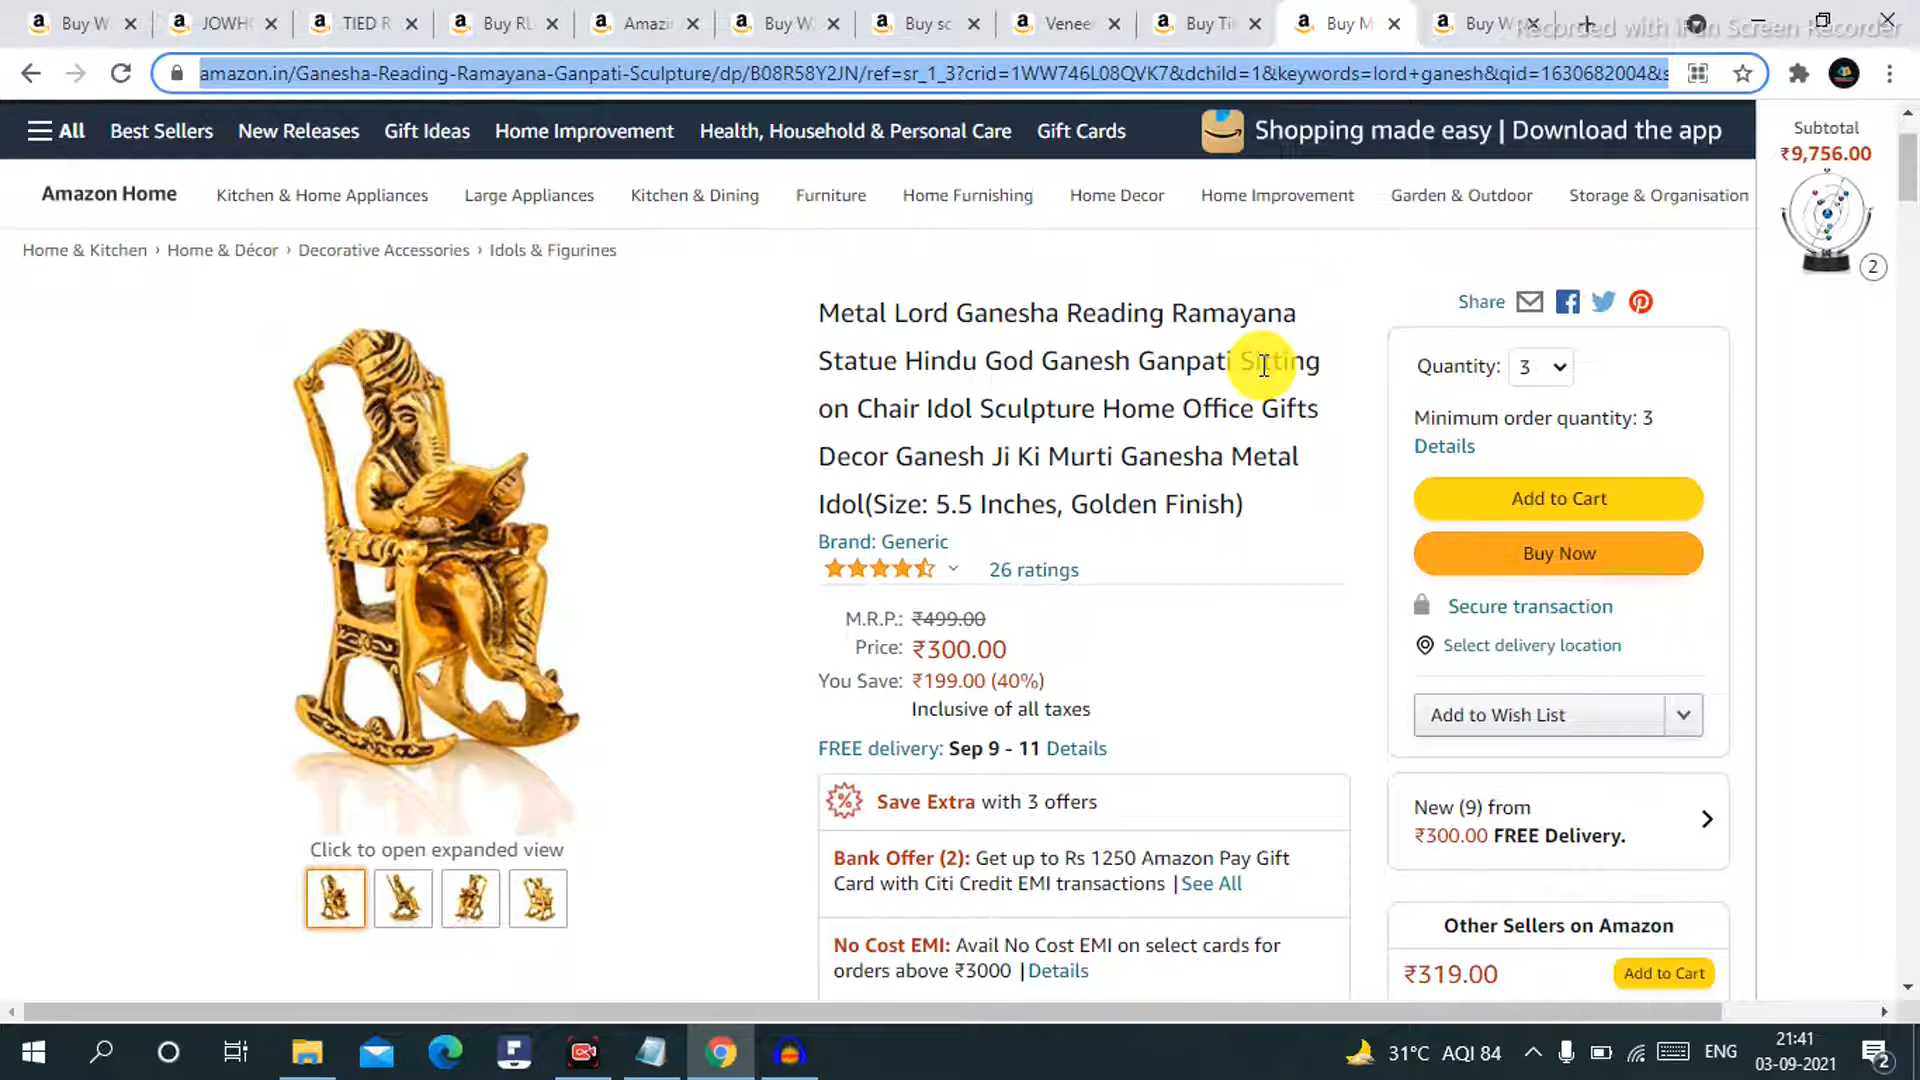 Buy W
JOWH
TIED R
Buy RL
Amazi
Buy W
Buy sc
Venee
Buy Ti
Buy M
Buy W
Recorded with iFun Screen Recorder
amazon.in/Ganesha-Reading-Ramayana-Ganpati-Sculpture/dp/B08R58Y2JN/ref=sr_1_3?crid=1WW746L08QVK7&dchild=1&keywords=lord+ganesh&qid=1630682004&s
All Best Sellers New Releases Gift Ideas Home Improvement Health, Household & Personal Care Gift Cards
Shopping made easy | Download the app
Subtotal
₹9,756.00
2
Amazon Home Kitchen & Home Appliances Large Appliances Kitchen & Dining Furniture Home Furnishing Home Decor Home Improvement Garden & Outdoor Storage & Organisation
Home & Kitchen › Home & Décor › Decorative Accessories › Idols & Figurines
Metal Lord Ganesha Reading Ramayana
Statue Hindu God Ganesh Ganpati Sitting
on Chair Idol Sculpture Home Office Gifts
Decor Ganesh Ji Ki Murti Ganesha Metal
Idol(Size: 5.5 Inches, Golden Finish)
Brand: Generic
26 ratings
M.R.P.: ₹499.00
Price: ₹300.00
You Save: ₹199.00 (40%)
Inclusive of all taxes
FREE delivery: Sep 9 - 11 Details
Save Extra with 3 offers
Bank Offer (2): Get up to Rs 1250 Amazon Pay Gift
Card with Citi Credit EMI transactions | See All
No Cost EMI: Avail No Cost EMI on select cards for
orders above ₹3000 | Details
Click to open expanded view
Share
Quantity: 3
Minimum order quantity: 3
Details
Add to Cart
Buy Now
Secure transaction
Select delivery location
Add to Wish List
New (9) from
₹300.00 FREE Delivery.
Other Sellers on Amazon
₹319.00 Add to Cart
31°C AQI 84
ENG
21:41
03-09-2021
2